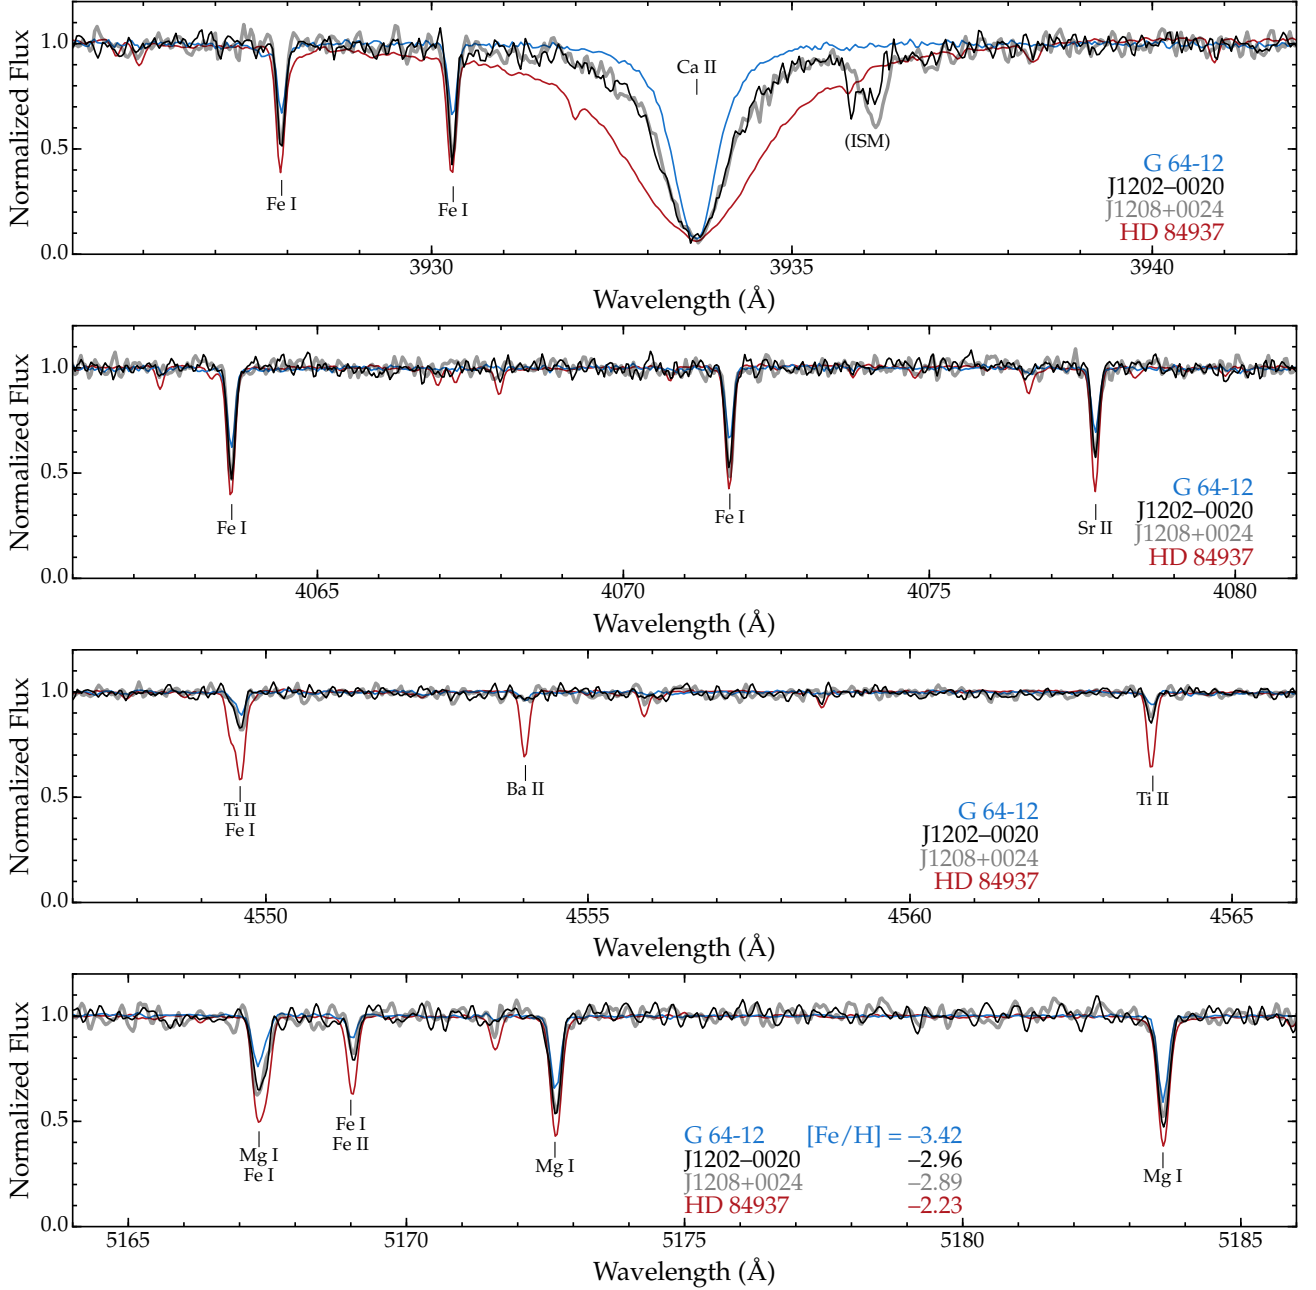 Normalized Flux
1.0
0.5
0.0
Fe I
Fe I
Ca II
(ISM)
G 64-12
J1202–0020
J1208+0024
HD 84937
3930
3935
3940
Wavelength (Å)
Normalized Flux
1.0
0.5
0.0
Fe I
Fe I
Sr II
G 64-12
J1202–0020
J1208+0024
HD 84937
4065
4070
4075
4080
Wavelength (Å)
Normalized Flux
1.0
0.5
0.0
Ti II
Fe I
Ba II
Ti II
G 64-12
J1202–0020
J1208+0024
HD 84937
4550
4555
4560
4565
Wavelength (Å)
Normalized Flux
1.0
0.5
0.0
Mg I
Fe I
Fe I
Fe II
Mg I
Mg I
G 64-12 [Fe/H] = –3.42
J1202–0020 –2.96
J1208+0024 –2.89
HD 84937 –2.23
5165
5170
5175
5180
5185
Wavelength (Å)